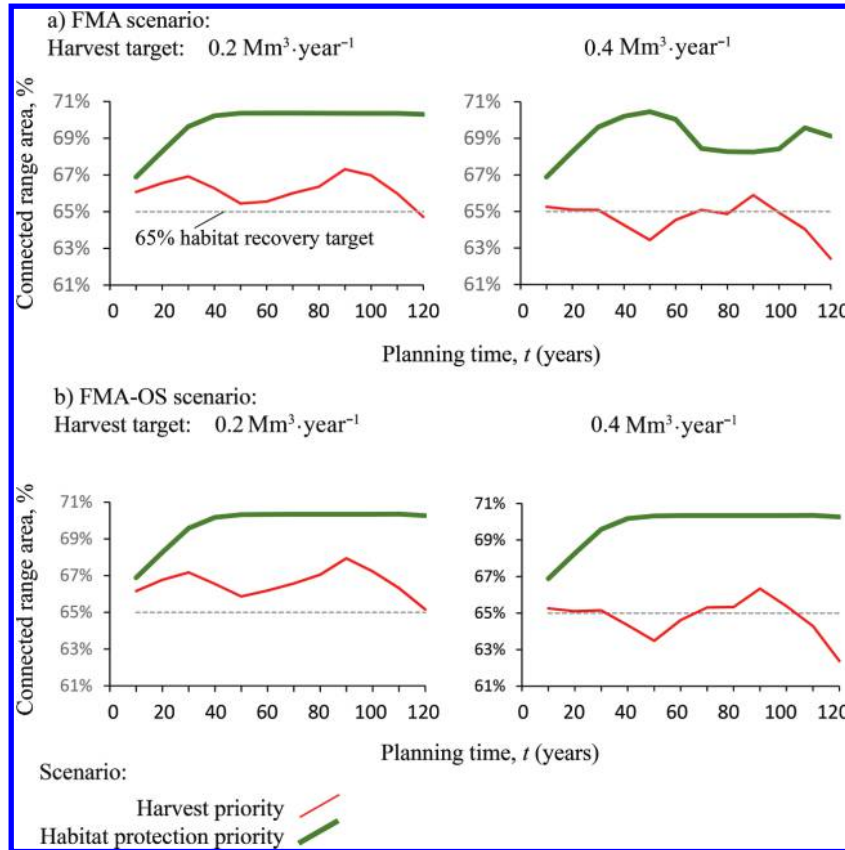 a) FMA scenario:
Harvest target: 0.2 Mm³·year⁻¹ 0.4 Mm³·year⁻¹
Connected range area, %
71% 71%
69% 69%
67% 67%
65% 65%
65% habitat recovery target
63% 63%
61% 61%
0 20 40 60 80 100 120 0 20 40 60 80 100 120
Planning time, t (years)
b) FMA-OS scenario:
Harvest target: 0.2 Mm³·year⁻¹ 0.4 Mm³·year⁻¹
Connected range area, %
71% 71%
69% 69%
67% 67%
65% 65%
63% 63%
61% 61%
0 20 40 60 80 100 120 0 20 40 60 80 100 120
Planning time, t (years)
Scenario:
Harvest priority
Habitat protection priority